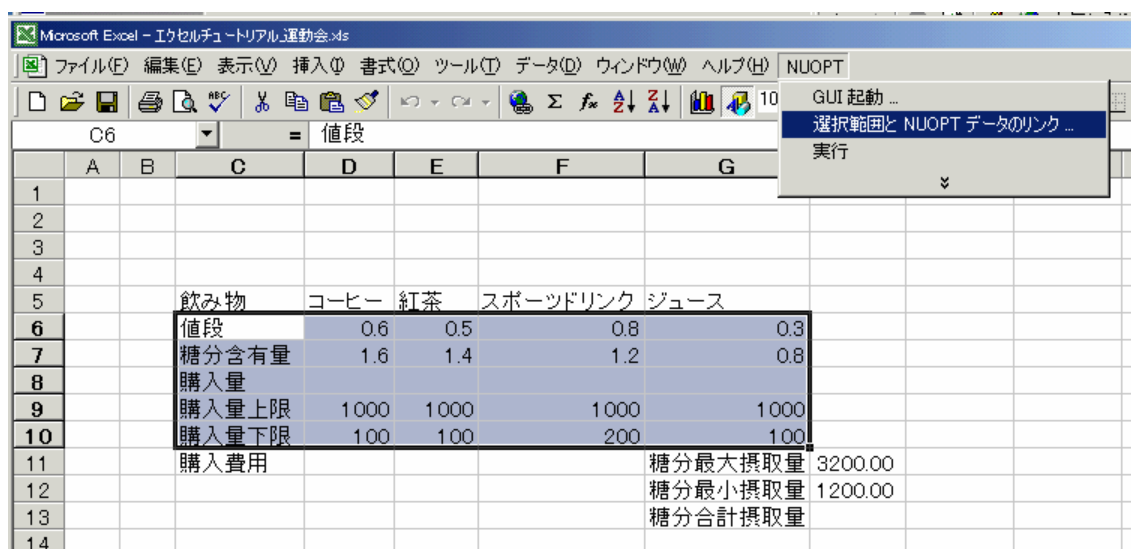 Microsoft Excel - エクセルチュートリアル_運動会.xls
ファイル(F) 編集(E) 表示(V) 挿入(I) 書式(O) ツール(T) データ(D) ウィンドウ(W) ヘルプ(H) NUOPT
10
GUI 起動 ...
選択範囲と NUOPT データのリンク ...
実行
C6 = 値段
A B C D E F G
1
2
3
4
5 飲み物 コーヒー 紅茶 スポーツドリンク ジュース
6 値段 0.6 0.5 0.8 0.3
7 糖分含有量 1.6 1.4 1.2 0.8
8 購入量
9 購入量上限 1000 1000 1000 1000
10 購入量下限 100 100 200 100
11 購入費用 糖分最大摂取量 3200.00
12 糖分最小摂取量 1200.00
13 糖分合計摂取量
14